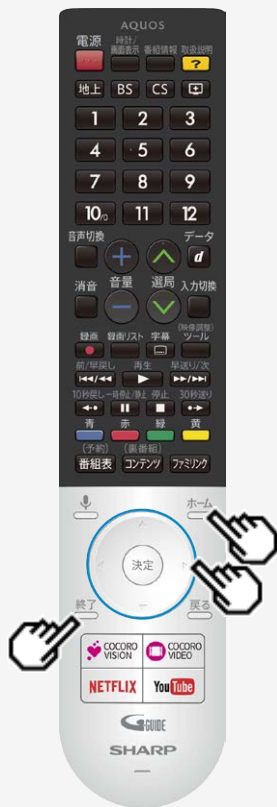 AQUOS
電源 時計/画面表示 番組情報 取扱説明
?
地上 BS CS
1 2 3
4 5 6
7 8 9
10/0 11 12
音声切換 データ
+ d
消音 音量 選局 入力切換
(映像調整)
録画 録画リスト 字幕 ツール
前/早戻し 再生 早送り/次
10秒戻し 一時停止/静止 停止 30秒送り
青 赤 緑 黄
(予約) (裏番組)
番組表 コンテンツ ファミリンク
ホーム
決定
終了 戻る
COCORO VISION COCORO VIDEO
NETFLIX YouTube
G-GUIDE
SHARP